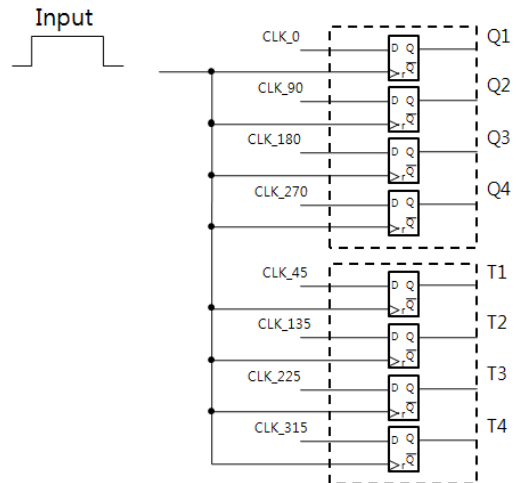 Input
CLK_0 D Q Q1
r Q
CLK_90 D Q Q2
r Q
CLK_180 D Q Q3
r Q
CLK_270 D Q Q4
r Q
CLK_45 D Q T1
r Q
CLK_135 D Q T2
r Q
CLK_225 D Q T3
r Q
CLK_315 D Q T4
r Q